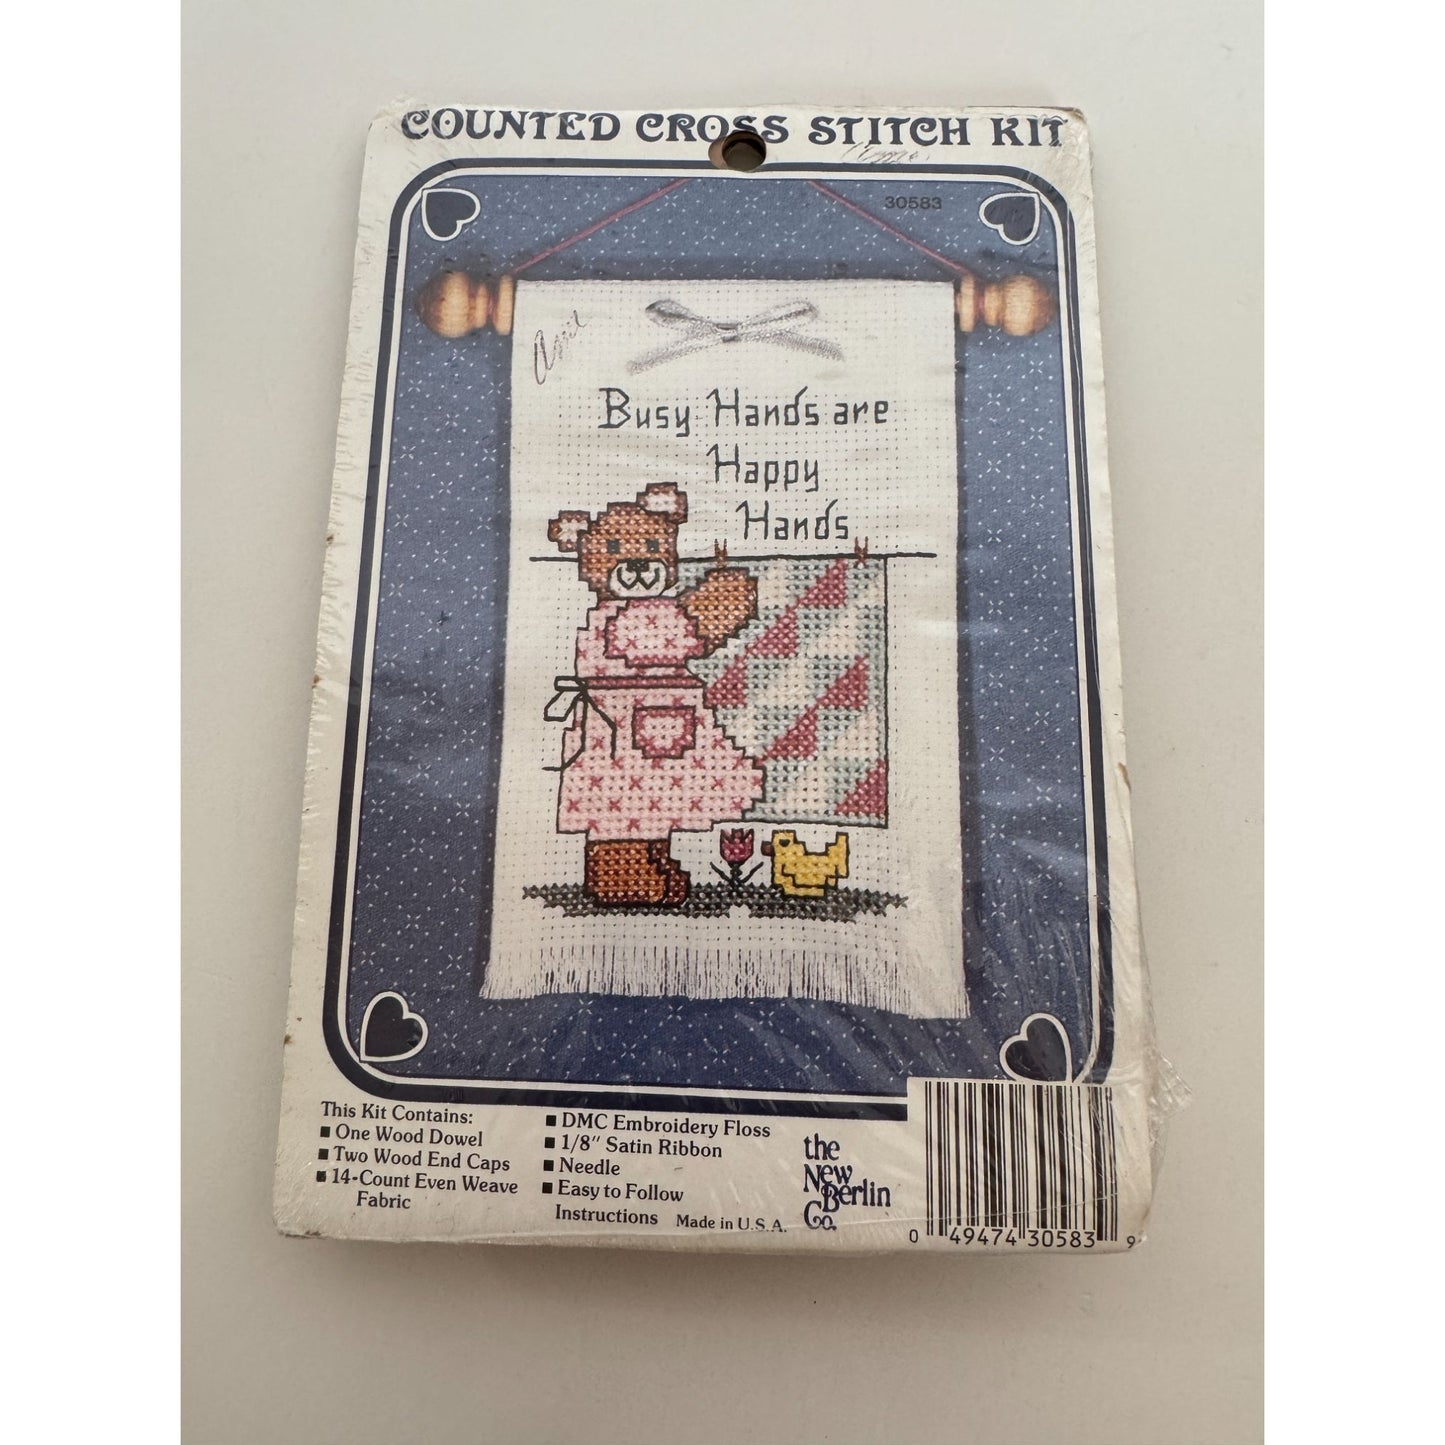 COUNTED CROSS STITCH KIT
30583
April
Busy Hands are
Happy
Hands
This Kit Contains:
■ One Wood Dowel
■ Two Wood End Caps
■ 14-Count Even Weave
Fabric
■ DMC Embroidery Floss
■ 1/8" Satin Ribbon
■ Needle
■ Easy to Follow
Instructions
Made in U.S.A.
the
New
Berlin
Co.
0 49474 30583 9